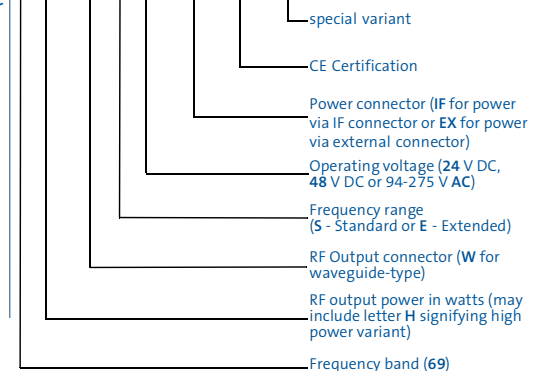 special variant
CE Certification
Power connector (IF for power
via IF connector or EX for power
via external connector)
Operating voltage (24 V DC,
48 V DC or 94-275 V AC)
Frequency range
(S - Standard or E - Extended)
RF Output connector (W for
waveguide-type)
RF output power in watts (may
include letter H signifying high
power variant)
Frequency band (69)